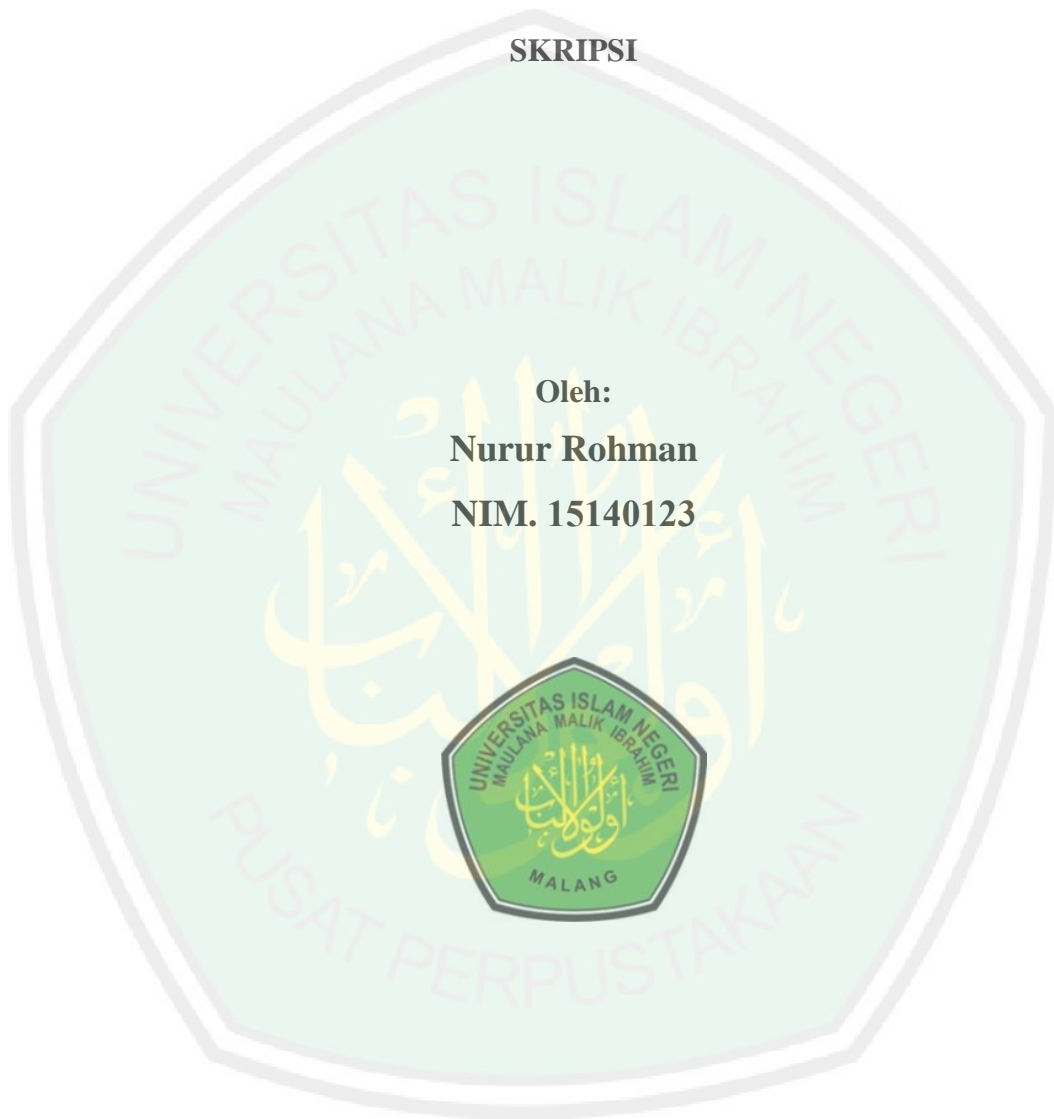 SKRIPSI
UNIVERSITAS ISLAM NEGERI
MAULANA MALIK IBRAHIM
Oleh:
Nurur Rohman
NIM. 15140123
UNIVERSITAS ISLAM NEGERI
MAULANA MALIK IBRAHIM
MALANG
PUSAT PERPUSTAKAAN